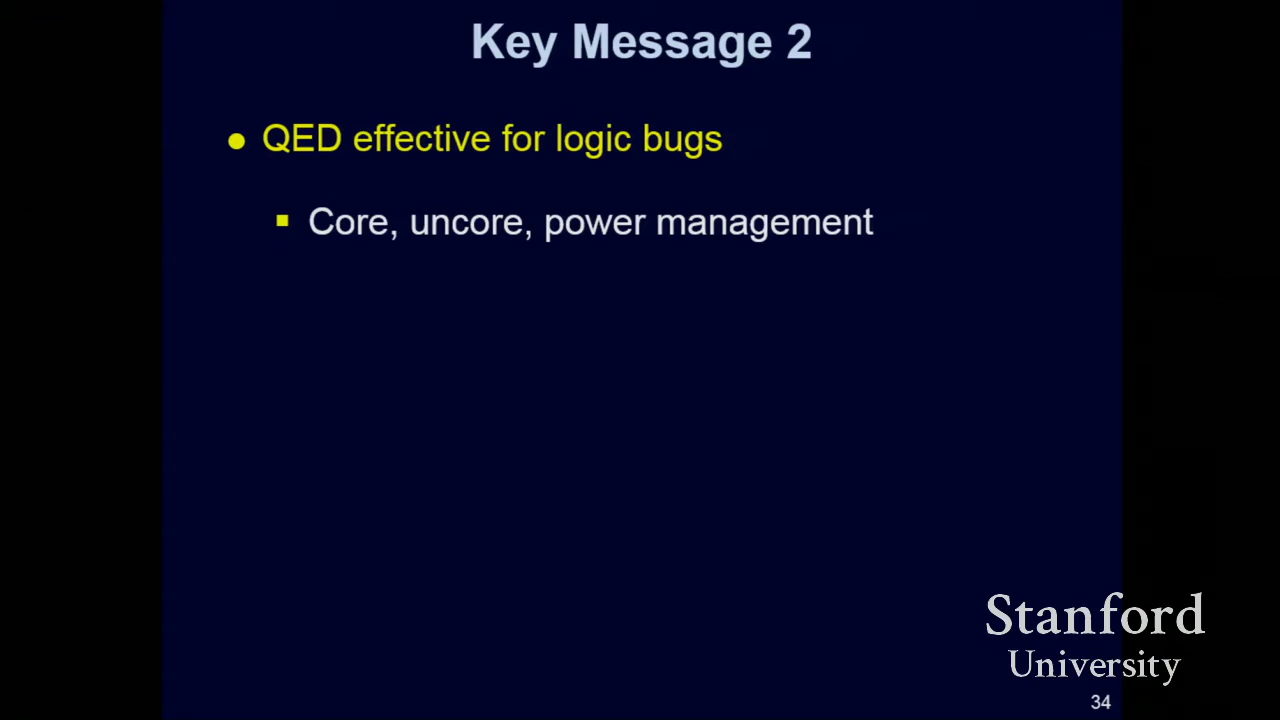 Key Message 2
QED effective for logic bugs
Core, uncore, power management
Stanford
University
34